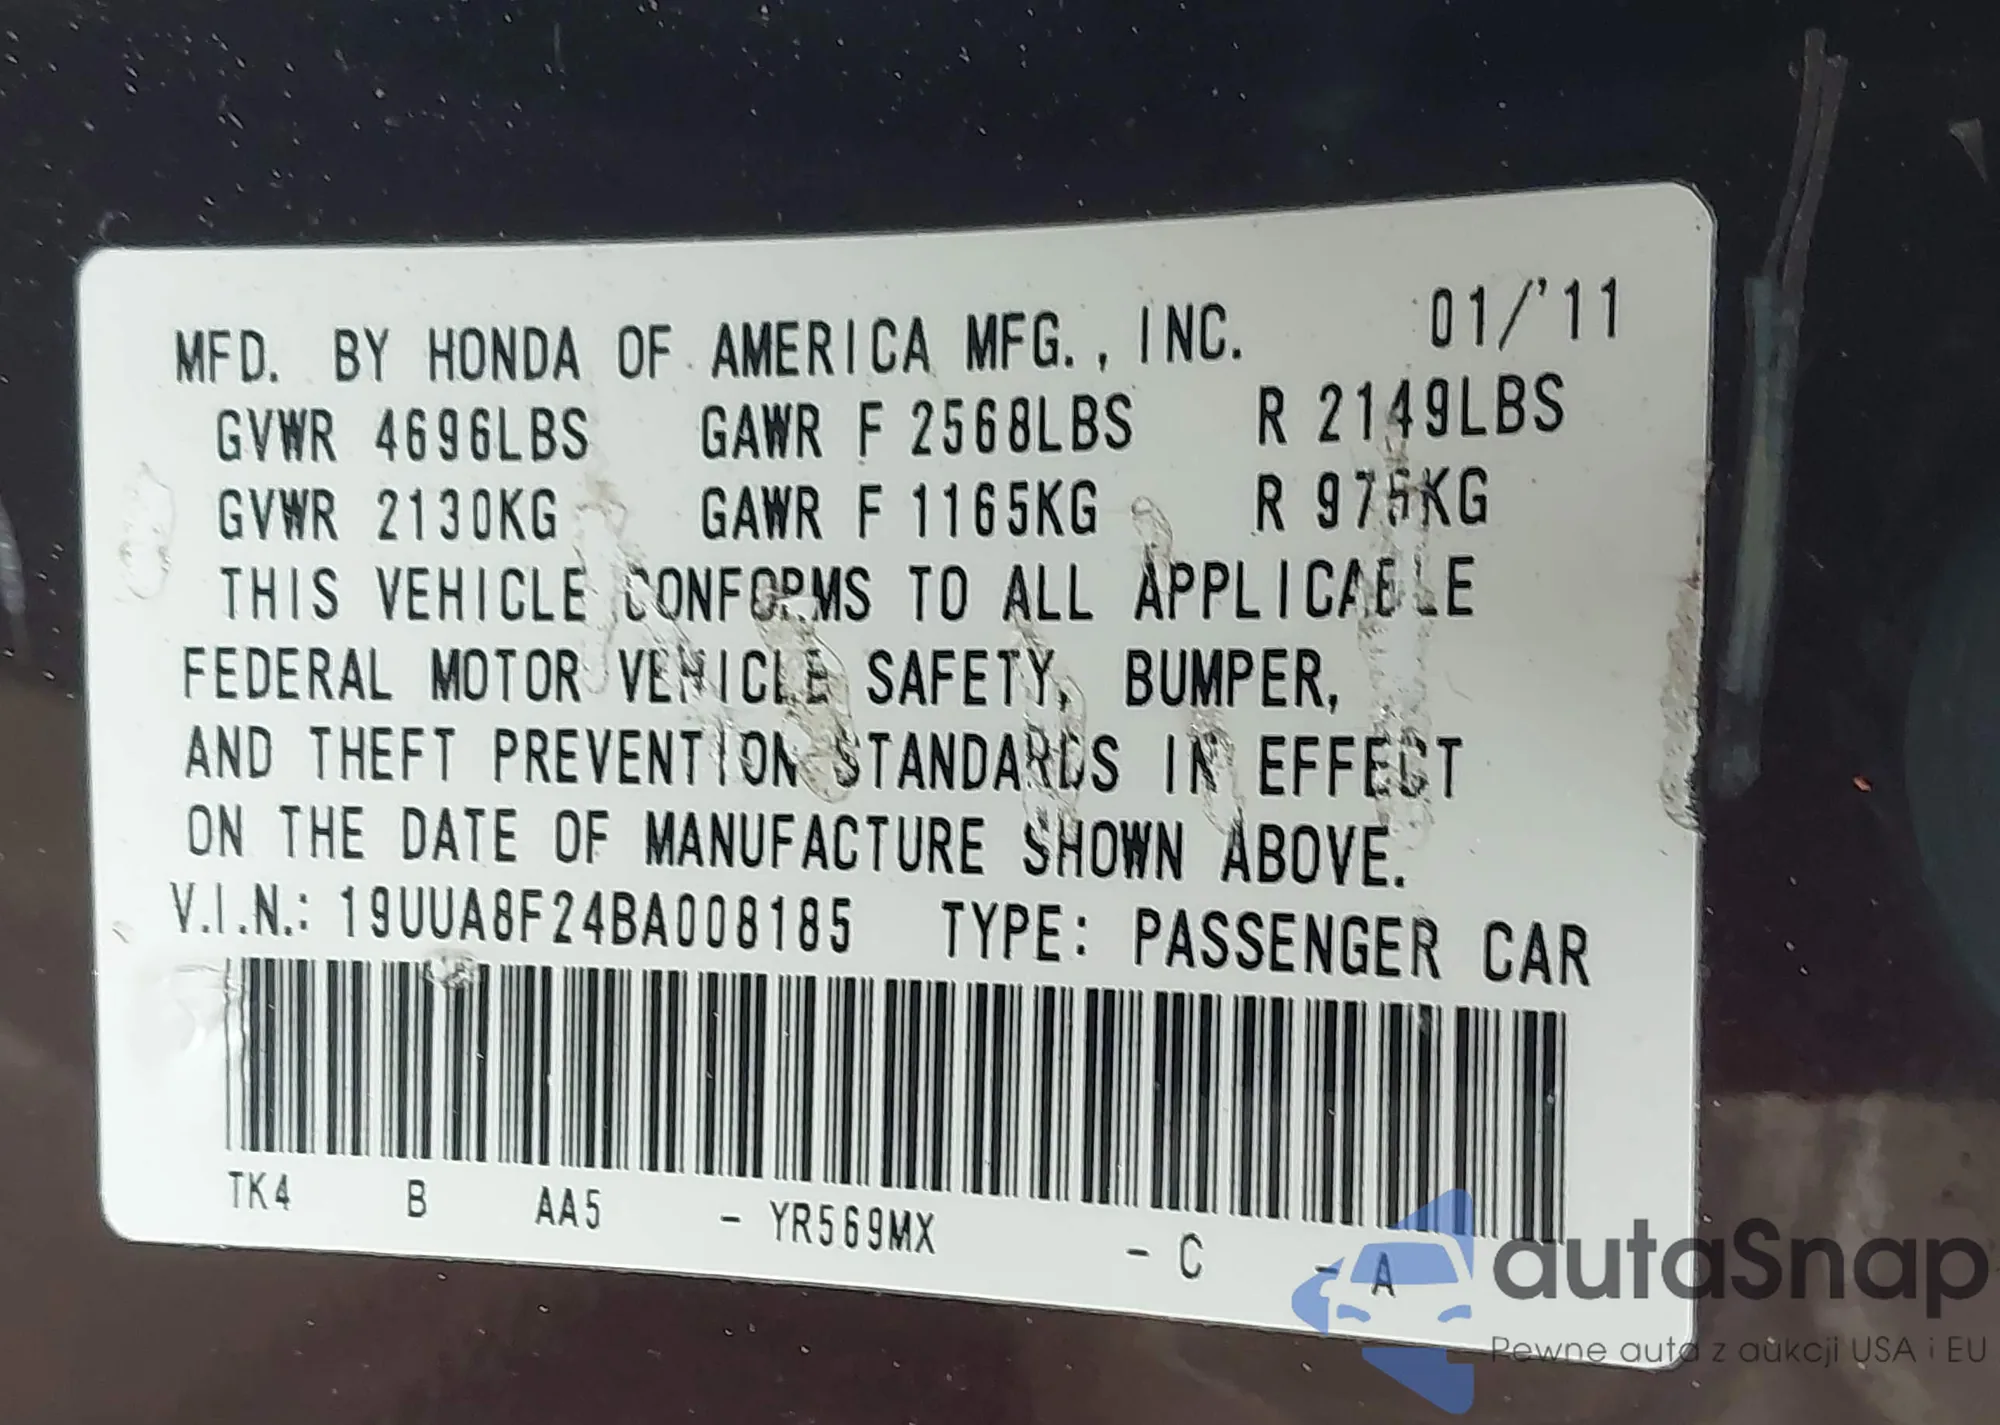 MFD. BY HONDA OF AMERICA MFG., INC. 01/'11
GVWR 4696LBS GAWR F 2568LBS R 2149LBS
GVWR 2130KG GAWR F 1165KG R 975KG
THIS VEHICLE CONFORMS TO ALL APPLICABLE
FEDERAL MOTOR VEHICLE SAFETY, BUMPER,
AND THEFT PREVENTION STANDARDS IN EFFECT
ON THE DATE OF MANUFACTURE SHOWN ABOVE.
V.I.N.: 19UUA8F24BA008185 TYPE: PASSENGER CAR
TK4 B AA5 - YR569MX - C - A
autaSnap
Pewne auta z aukcji USA i EU